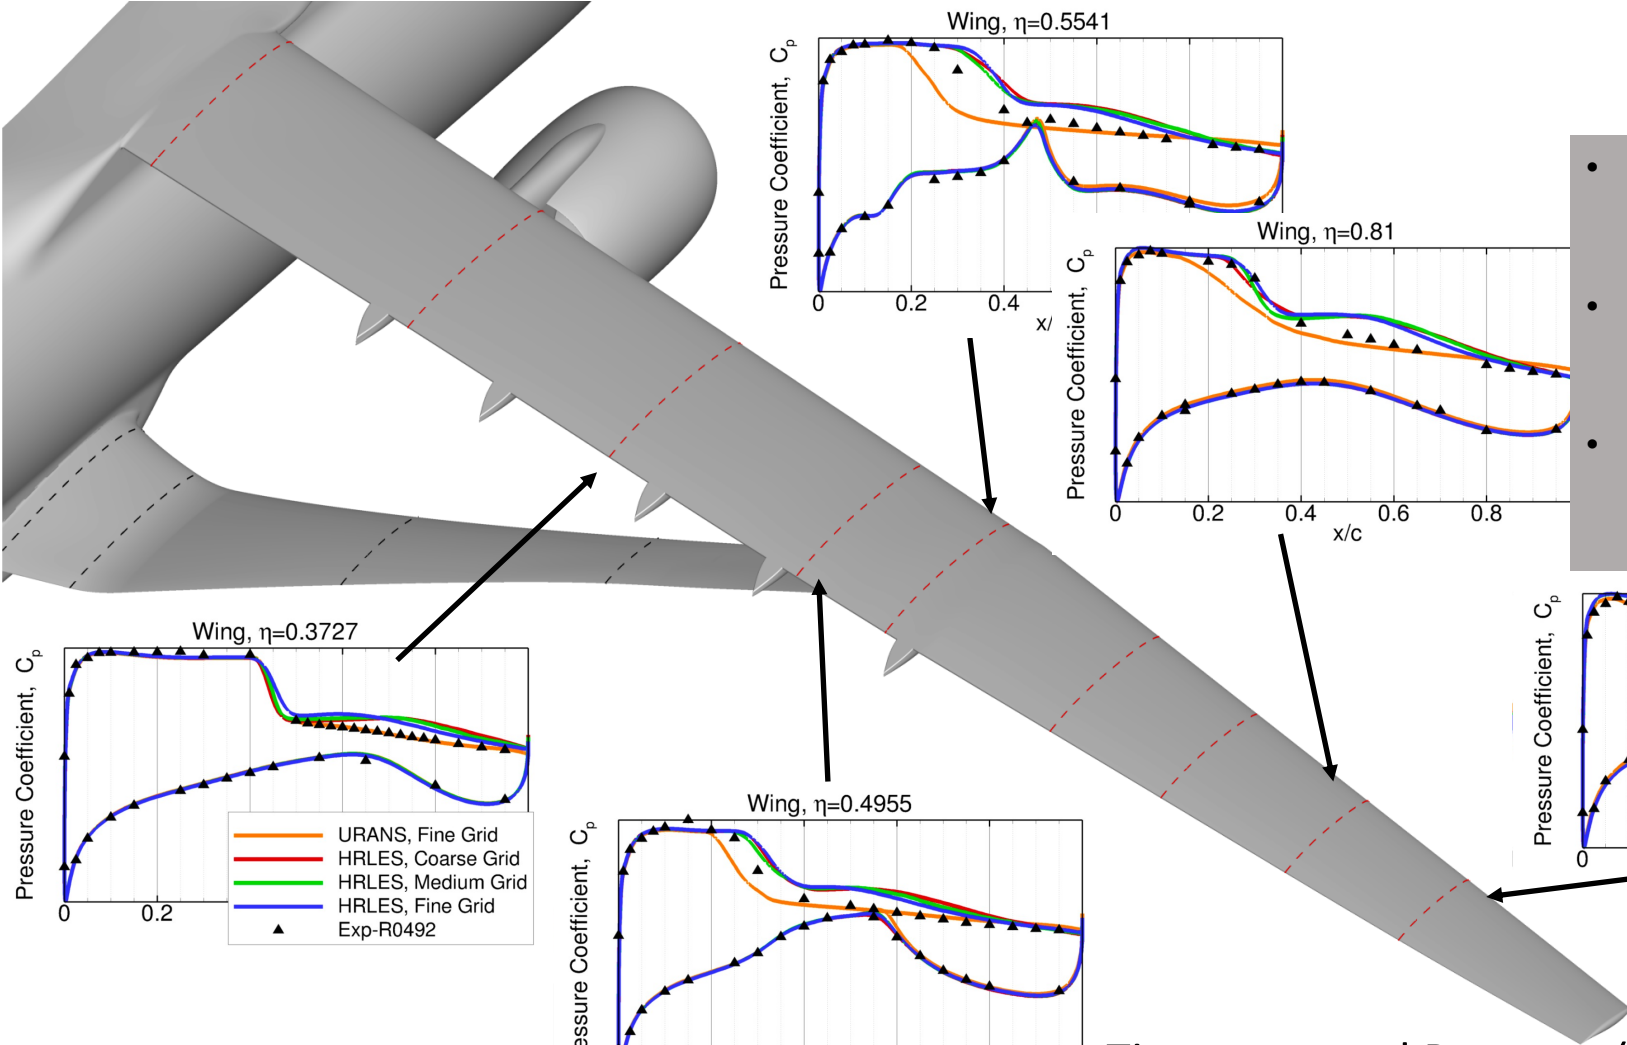 Wing, η=0.5541
Pressure Coefficient, Cp
0 0.2 0.4
x/
Wing, η=0.81
Pressure Coefficient, Cp
0 0.2 0.4 0.6 0.8
x/c
Wing, η=0.3727
Pressure Coefficient, Cp
0 0.2
URANS, Fine Grid
HRLES, Coarse Grid
HRLES, Medium Grid
HRLES, Fine Grid
Exp-R0492
Wing, η=0.4955
essure Coefficient, Cp
Pressure Coefficient, Cp
0